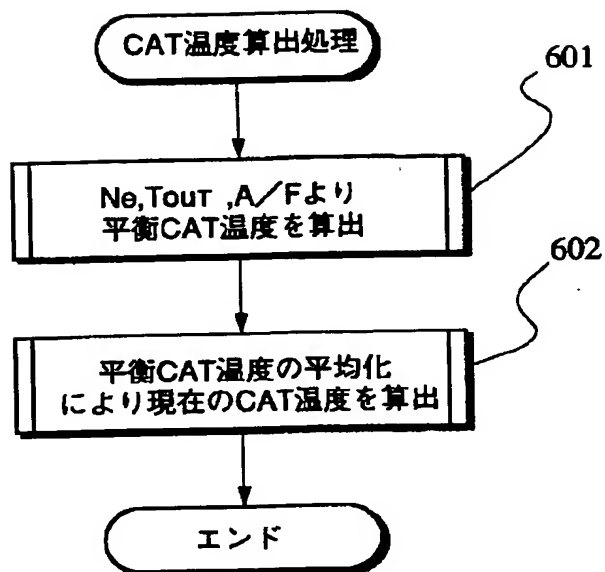 CAT温度算出処理
601
Ne,TOUT ,A／Fより
平衡CAT温度を算出
602
平衡CAT温度の平均化
により現在のCAT温度を算出
エンド